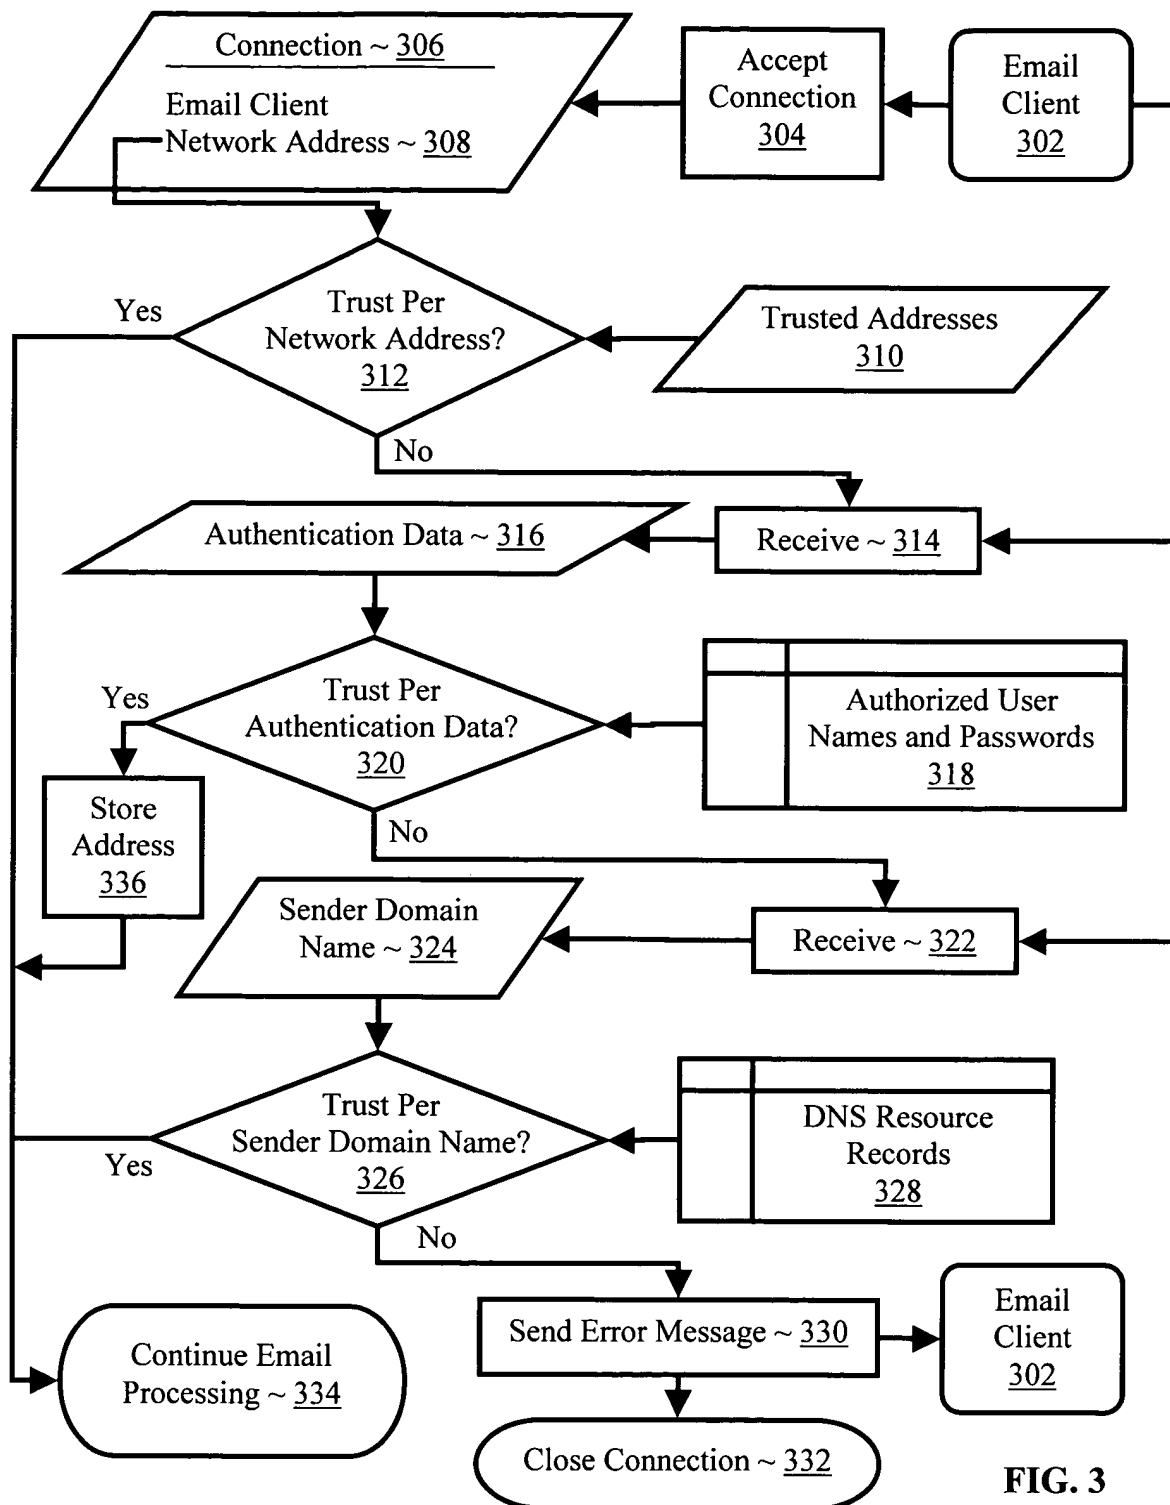 Connection ~ 306
Email Client
Network Address ~ 308
Accept
Connection
304
Email
Client
302
Yes
Trust Per
Network Address?
312
Trusted Addresses
310
No
Authentication Data ~ 316
Receive ~ 314
Yes
Trust Per
Authentication Data?
320
Authorized User
Names and Passwords
318
Store
Address
336
No
Sender Domain
Name ~ 324
Receive ~ 322
Trust Per
Sender Domain Name?
326
Yes
DNS Resource
Records
328
No
Send Error Message ~ 330
Email
Client
302
Continue Email
Processing ~ 334
Close Connection ~ 332
FIG. 3